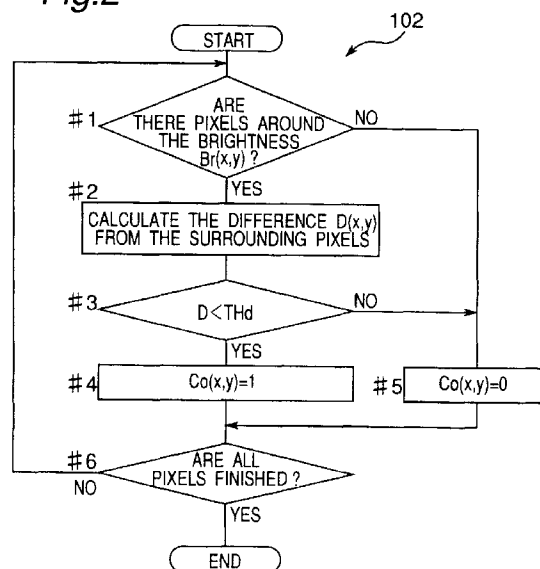 Fig.2
102
START
#1
ARE
THERE PIXELS AROUND
THE BRIGHTNESS
Br(x,y) ?
NO
YES
#2
CALCULATE THE DIFFERENCE D(x,y)
FROM THE SURROUNDING PIXELS
#3
D<THd
NO
YES
#4
Co(x,y)=1
#5
Co(x,y)=0
#6
ARE ALL
PIXELS FINISHED ?
NO
YES
END